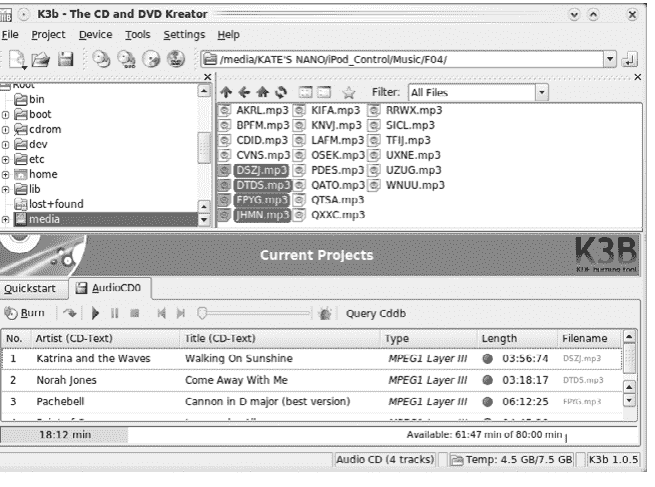 K3b - The CD and DVD Kreator
File Project Device Tools Settings Help
/media/KATE'S NANO/iPod_Control/Music/F04/
Root
bin
boot
cdrom
dev
etc
home
lib
lost+found
media
Filter: All Files
AKRL.mp3 KIFA.mp3 RRWX.mp3
BPFM.mp3 KNVJ.mp3 SICL.mp3
CDID.mp3 LAFM.mp3 TFIJ.mp3
CVNS.mp3 OSEK.mp3 UXNE.mp3
DSZJ.mp3 PDES.mp3 UZUG.mp3
DTDS.mp3 QATO.mp3 WNUU.mp3
FPYG.mp3 QTSA.mp3
JHMN.mp3 QXXC.mp3
Current Projects
K3B
KDE burning tool
Quickstart AudioCD0
Burn Query Cddb
No. Artist (CD-Text) Title (CD-Text) Type Length Filename
1 Katrina and the Waves Walking On Sunshine MPEG1 Layer III 03:56:74 DSZJ.mp3
2 Norah Jones Come Away With Me MPEG1 Layer III 03:18:17 DTDS.mp3
3 Pachebell Cannon in D major (best version) MPEG1 Layer III 06:12:25 FPYG.mp3
18:12 min Available: 61:47 min of 80:00 min
Audio CD (4 tracks) Temp: 4.5 GB/7.5 GB K3b 1.0.5